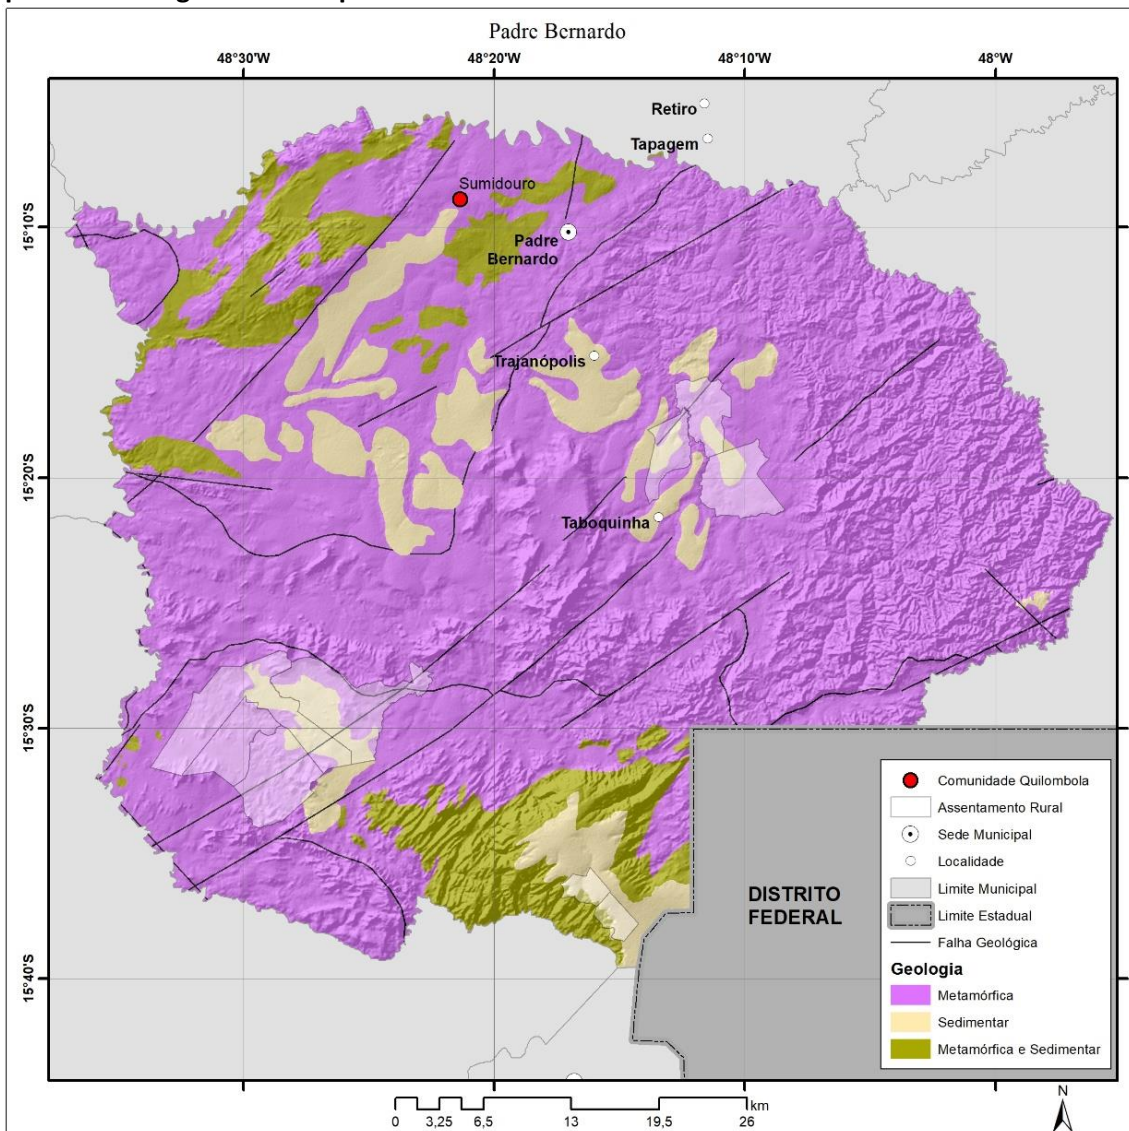 Padre Bernardo
48°30'W
48°20'W
48°10'W
48°W
Retiro
Tapagem
Sumidouro
15°10'S
Padre
Bernardo
Trajanópolis
15°20'S
Taboquinha
15°30'S
15°40'S
DISTRITO
FEDERAL
Comunidade Quilombola
Assentamento Rural
Sede Municipal
Localidade
Limite Municipal
Limite Estadual
Falha Geológica
Geologia
Metamórfica
Sedimentar
Metamórfica e Sedimentar
km
0 3,25 6,5 13 19,5 26
N